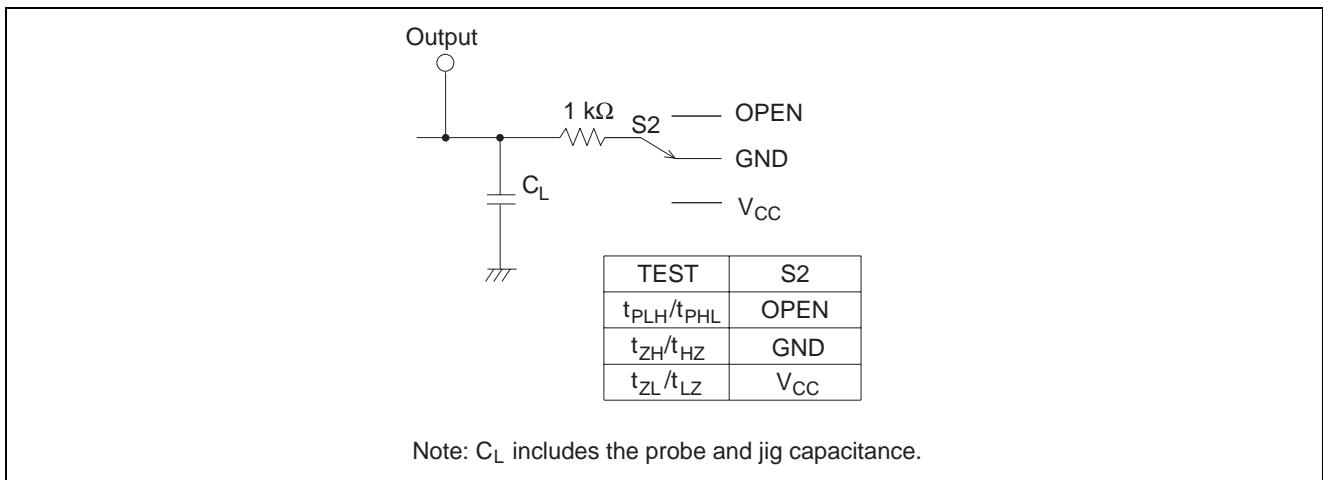 Output
1 kΩ
S2
OPEN
GND
V_CC
C_L
TEST S2
t_PLH/t_PHL OPEN
t_ZH/t_HZ GND
t_ZL/t_LZ V_CC
Note: C_L includes the probe and jig capacitance.